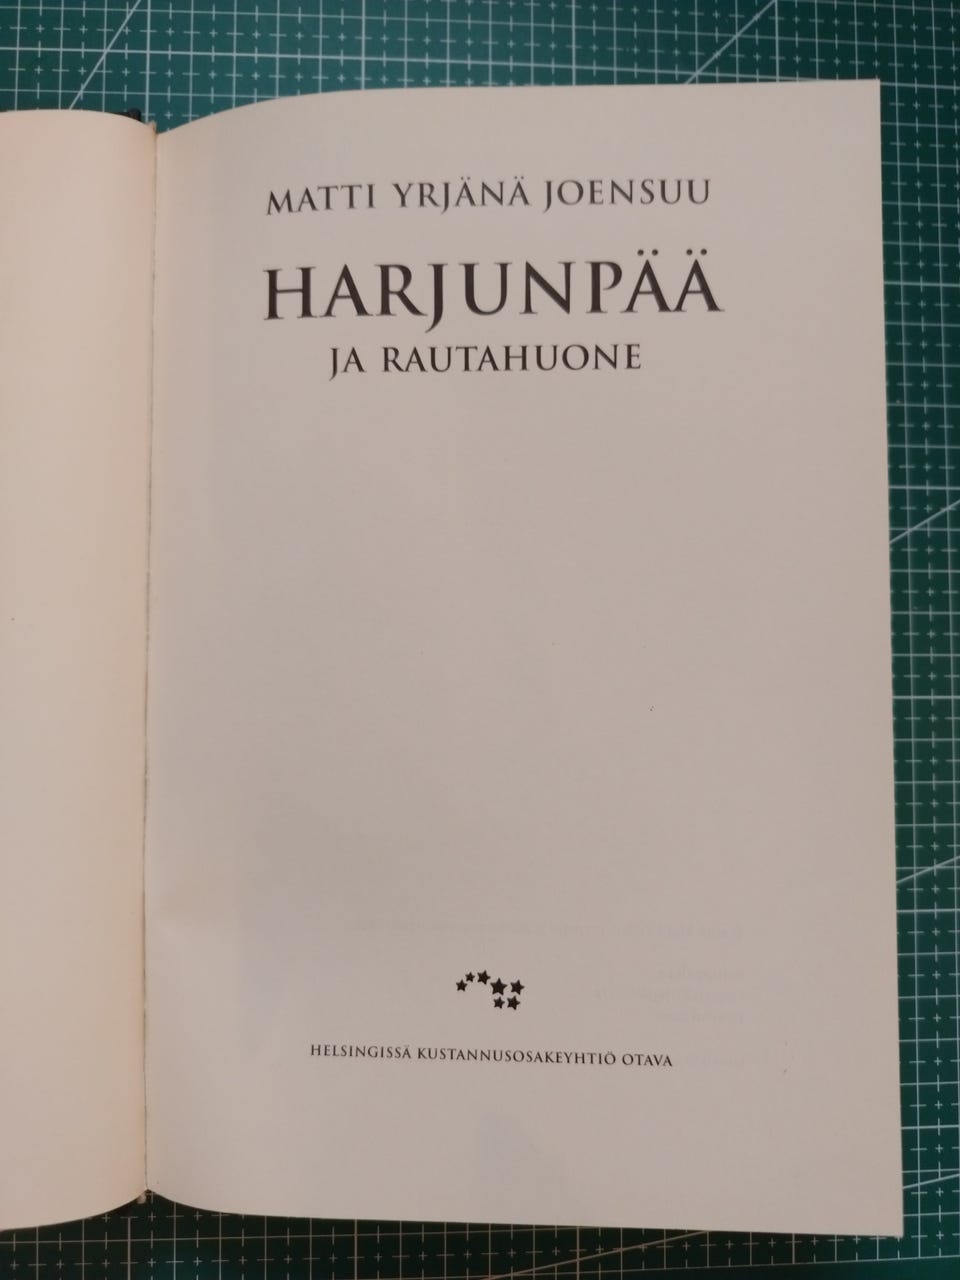 MATTI YRJÄNÄ JOENSUU
HARJUNPÄÄ
JA RAUTAHUONE
HELSINGISSÄ KUSTANNUSOSAKEYHTIÖ OTAVA